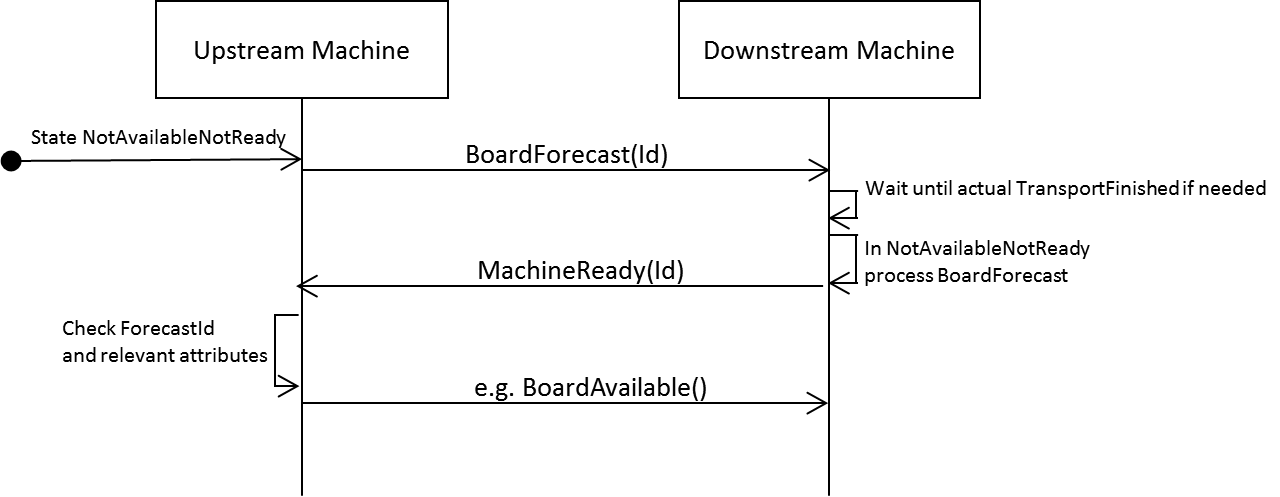 Upstream Machine
Downstream Machine
State NotAvailableNotReady
BoardForecast(Id)
Wait until actual TransportFinished if needed
In NotAvailableNotReady
process BoardForecast
MachineReady(Id)
Check ForecastId
and relevant attributes
e.g. BoardAvailable()